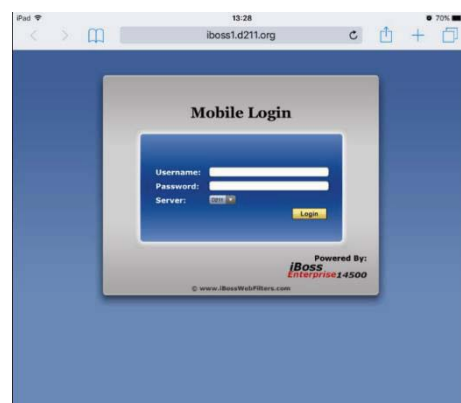 iPad 13:28 70%
iboss1.d211.org
Mobile Login
Username:
Password:
Server:
Login
Powered By:
iBoss
Enterprise14500
© www.iBossWebFilters.com